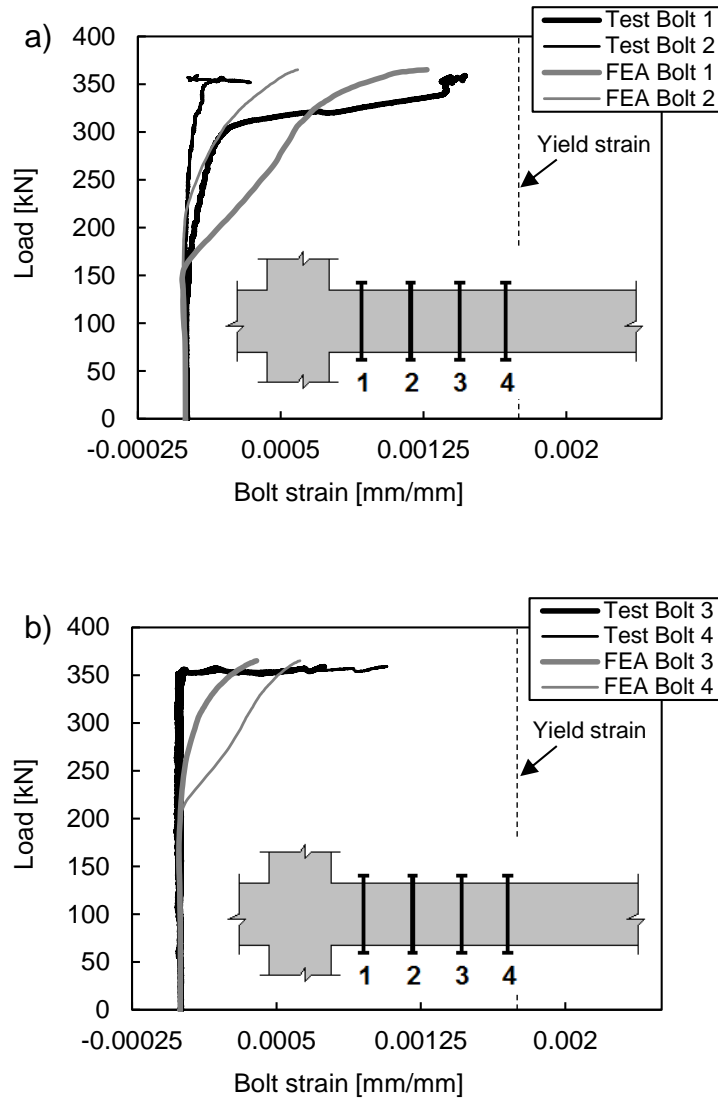 a)
Test Bolt 1
Test Bolt 2
FEA Bolt 1
FEA Bolt 2
400
350
300
250
200
150
100
50
0
Load [kN]
Yield strain
1 2 3 4
-0.00025 0.0005 0.00125 0.002
Bolt strain [mm/mm]
b)
Test Bolt 3
Test Bolt 4
FEA Bolt 3
FEA Bolt 4
400
350
300
250
200
150
100
50
0
Load [kN]
Yield strain
1 2 3 4
-0.00025 0.0005 0.00125 0.002
Bolt strain [mm/mm]